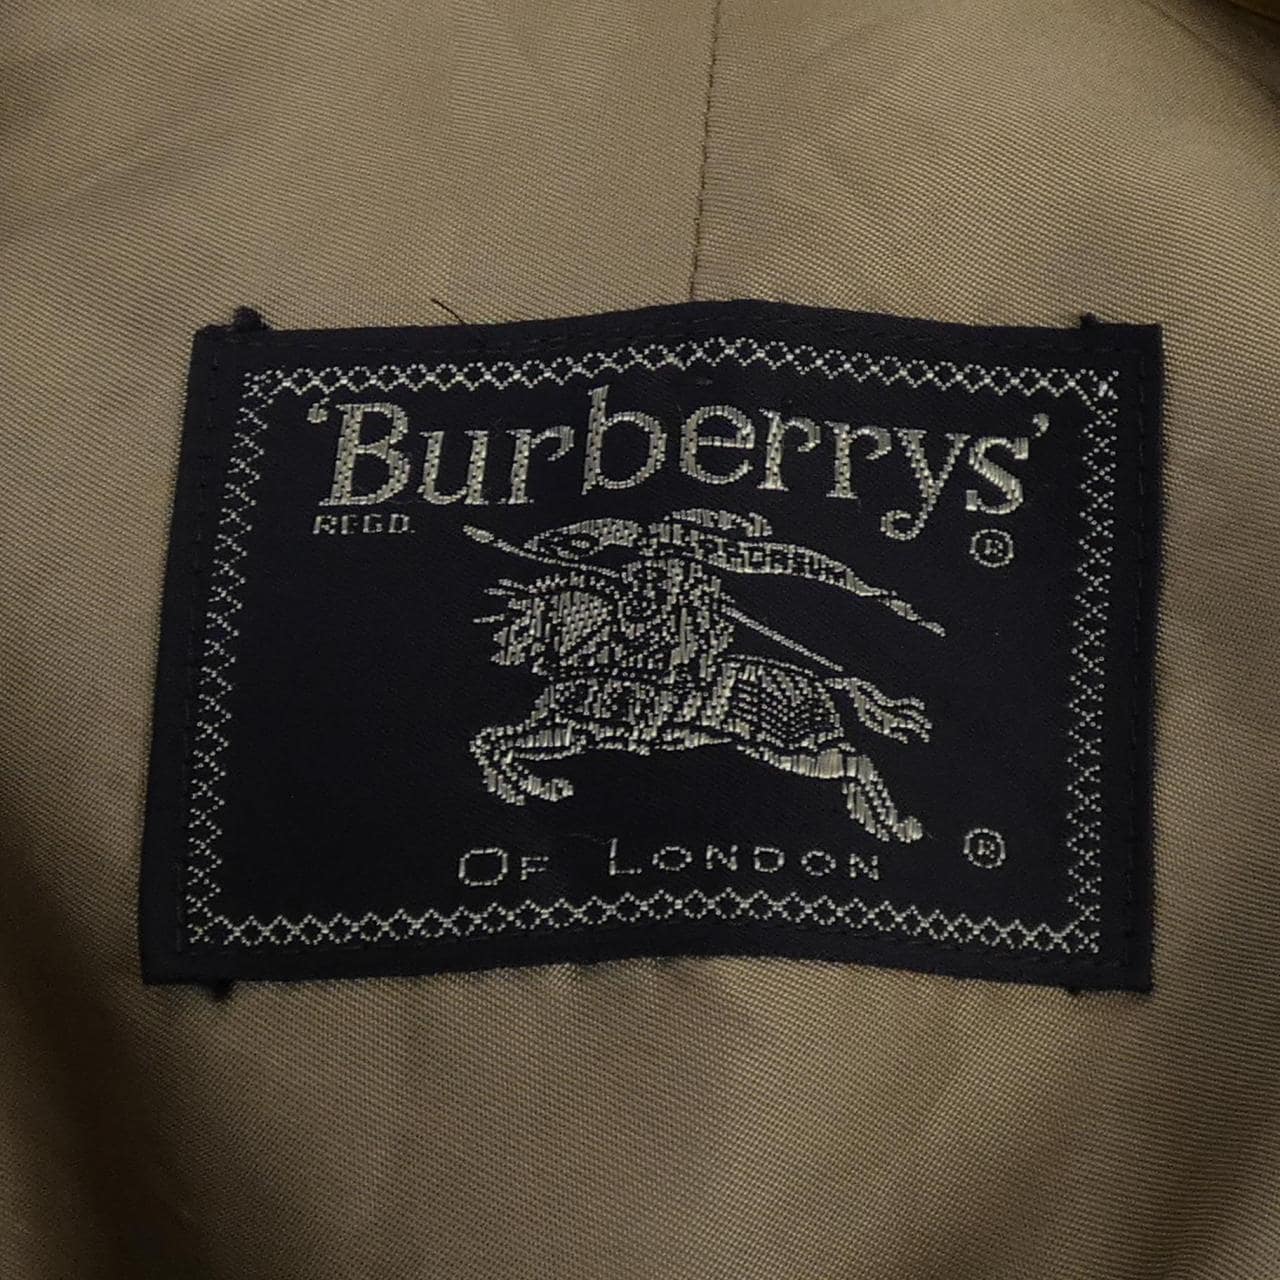 'Burberrys'
REGD.
®
®
OF LONDON